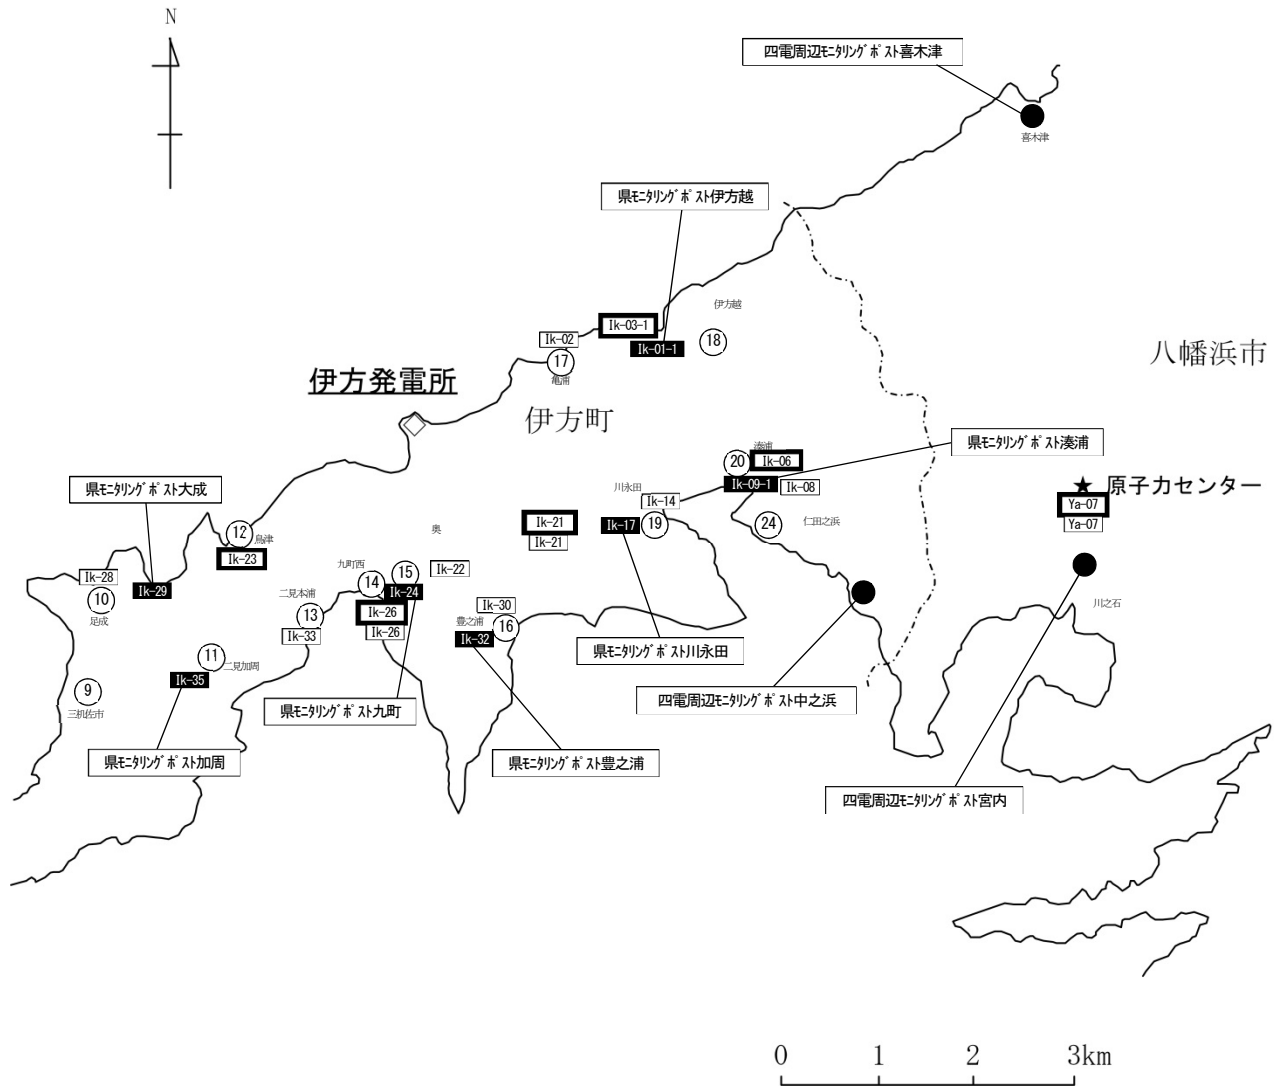 N
四電周辺モニタリングポスト喜木津
喜木津
県モニタリングポスト伊方越
伊方越
Ik-03-1
Ik-02
Ik-01-1
18
17
亀浦
八幡浜市
伊方発電所
伊方町
県モニタリングポスト湊浦
湊浦
20
Ik-06
Ik-09-1
Ik-08
県モニタリングポスト大成
川永田
Ik-14
原子力センター
Ya-07
Ya-07
Ik-21
Ik-21
Ik-17
19
24
仁田之浜
奥
12
鳥津
Ik-23
Ik-28
Ik-29
10
足成
九町西
14
15
Ik-24
Ik-22
Ik-26
Ik-26
二見本浦
13
Ik-33
Ik-30
豊之浦
16
Ik-32
川之石
県モニタリングポスト川永田
11
二見加周
Ik-35
9
三机佐市
四電周辺モニタリングポスト中之浜
県モニタリングポスト九町
県モニタリングポスト加周
県モニタリングポスト豊之浦
四電周辺モニタリングポスト宮内
0 1 2 3km